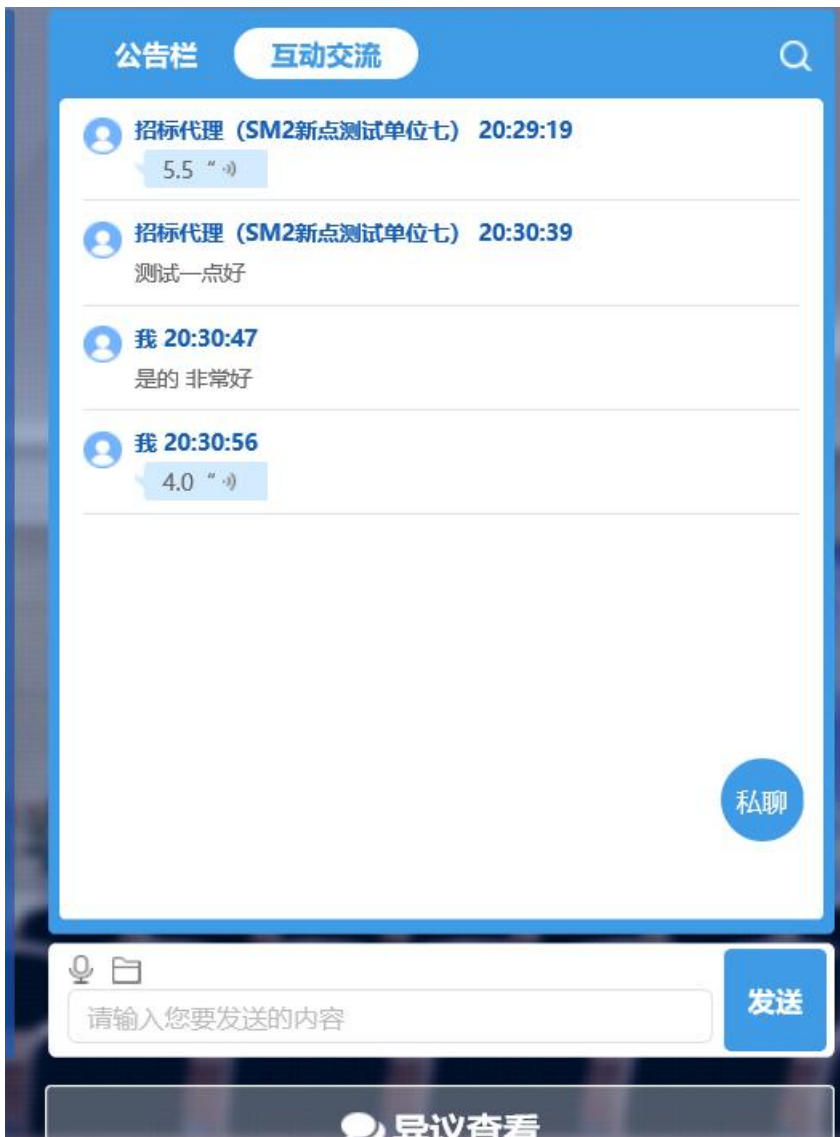 公告栏 互动交流
招标代理（SM2新点测试单位七） 20:29:19
5.5 “
招标代理（SM2新点测试单位七） 20:30:39
测试一点好
我 20:30:47
是的 非常好
我 20:30:56
4.0 “
私聊
请输入您要发送的内容
发送
异议查看